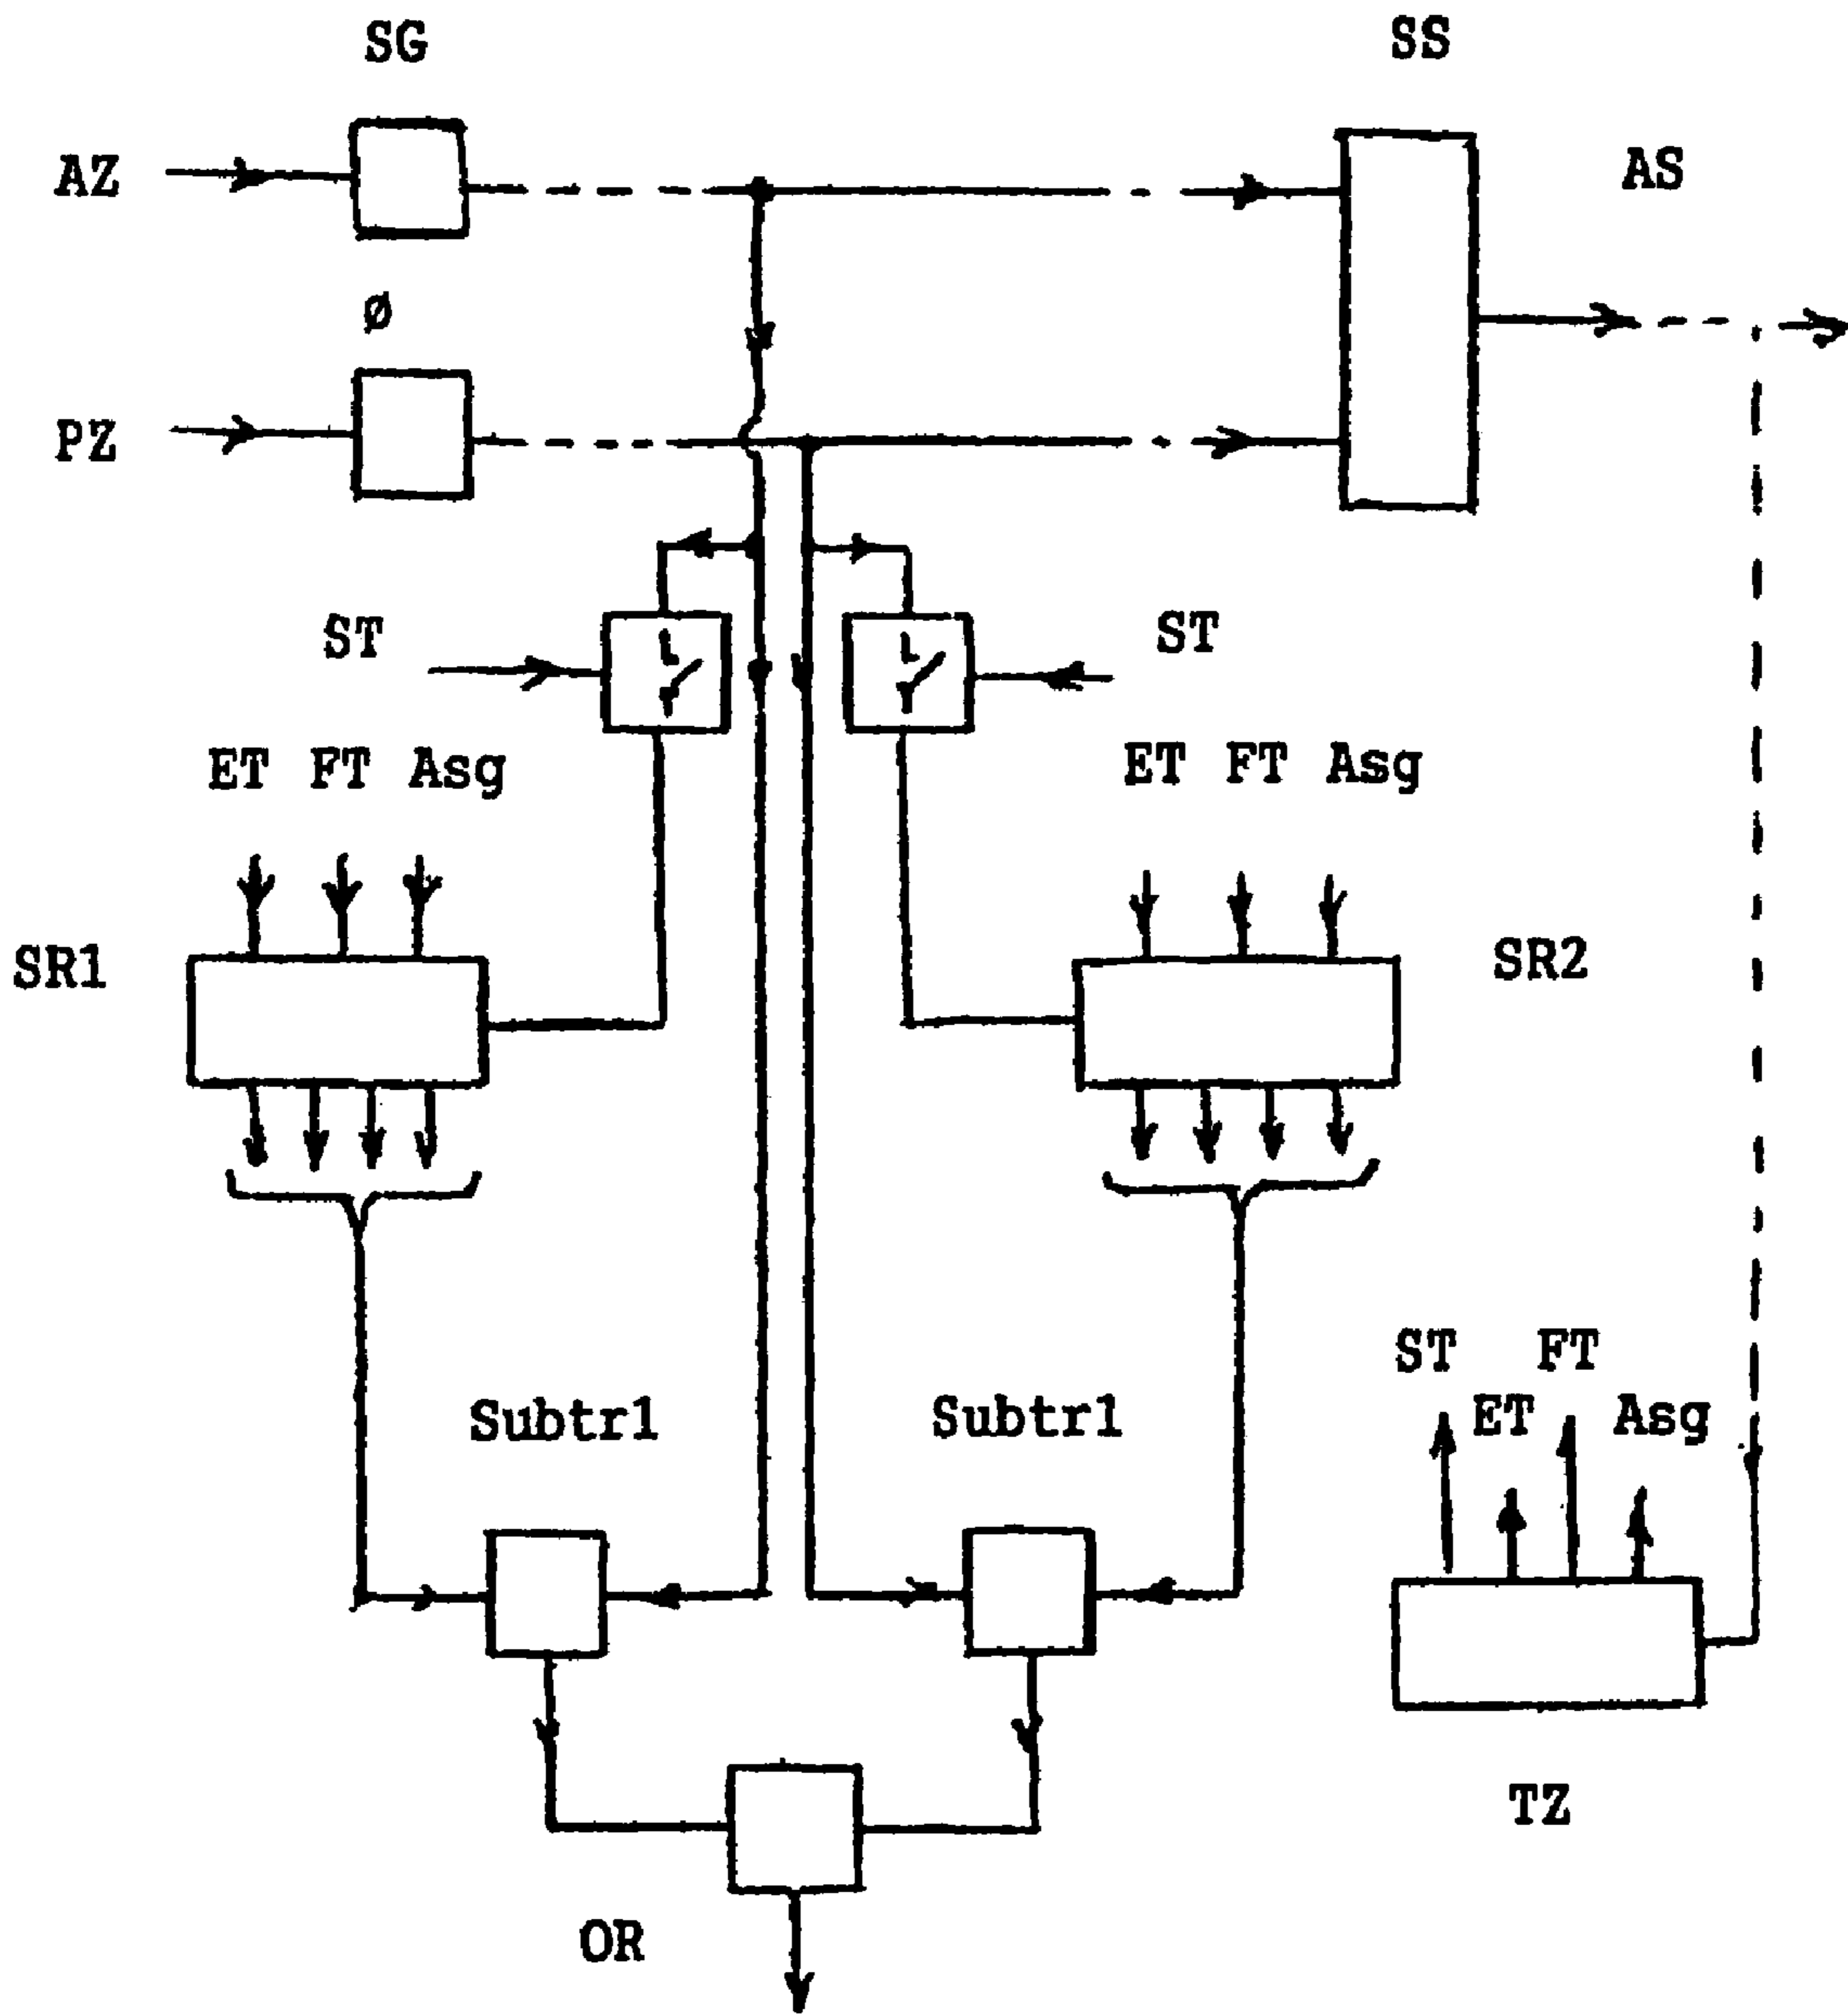 SG SS
AZ AS
Ø
PZ
ST ST
ET FT Asg ET FT Asg
SR1 SR2
ST FT
Subtr1 Subtr1 ET Asg
TZ
OR